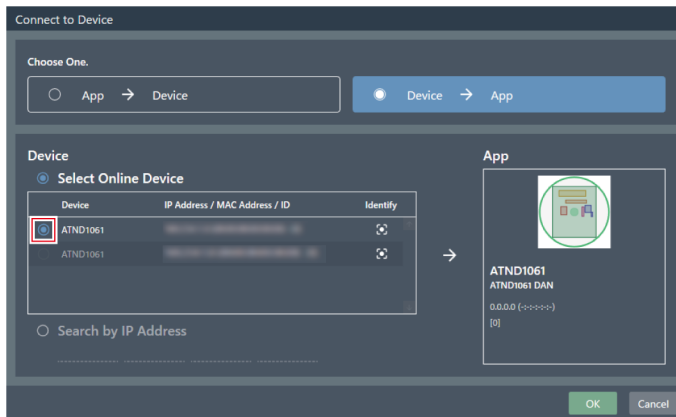 Connect to Device
Choose One.
App → Device
Device → App
Device
Select Online Device
Device IP Address / MAC Address / ID Identify
ATND1061
ATND1061
Search by IP Address
→
App
ATND1061
ATND1061 DAN
0.0.0.0 (-:-:-:-:-:-)
[0]
OK Cancel